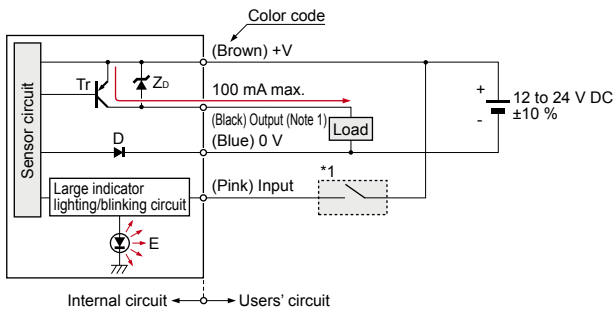 Color code
(Brown) +V
Tr
ZD
100 mA max.
(Black) Output (Note 1)
Load
+
-
12 to 24 V DC
±10 %
Sensor circuit
D
(Blue) 0 V
(Pink) Input
*1
Large indicator
lighting/blinking circuit
E
Internal circuit
Users' circuit